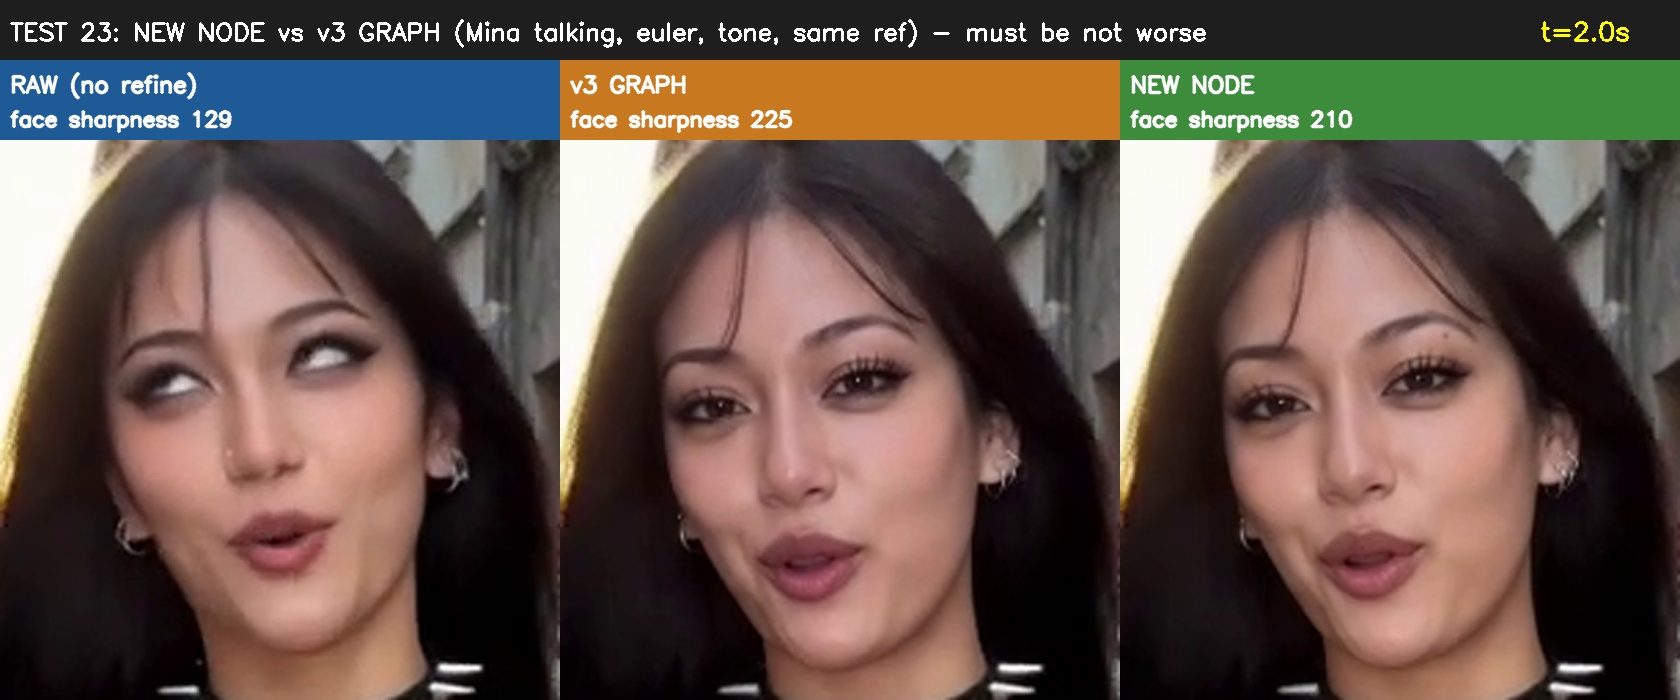 TEST 23: NEW NODE vs v3 GRAPH (Mina talking, euler, tone, same ref) – must be not worse
t=2.0s
RAW (no refine)
face sharpness 129
v3 GRAPH
face sharpness 225
NEW NODE
face sharpness 210